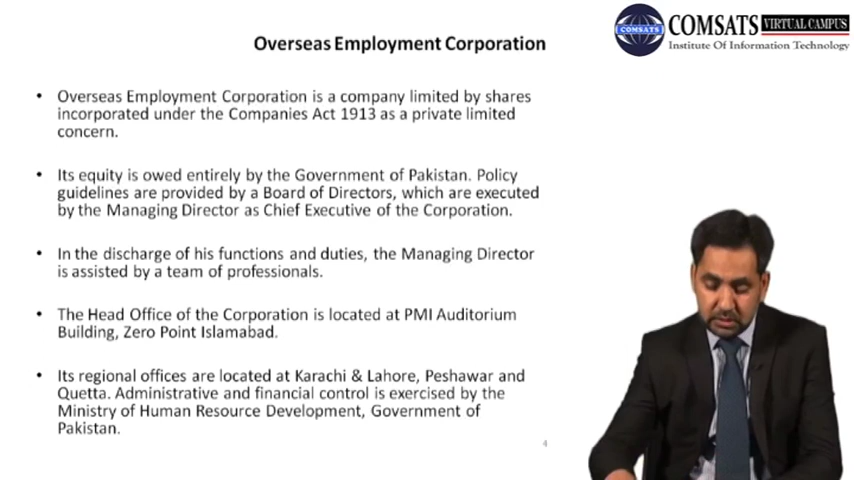 Overseas Employment Corporation
COMSATS VIRTUAL CAMPUS
COMSATS
Institute Of Information Technology
• Overseas Employment Corporation is a company limited by shares
incorporated under the Companies Act 1913 as a private limited
concern.
• Its equity is owed entirely by the Government of Pakistan. Policy
guidelines are provided by a Board of Directors, which are executed
by the Managing Director as Chief Executive of the Corporation.
• In the discharge of his functions and duties, the Managing Director
is assisted by a team of professionals.
• The Head Office of the Corporation is located at PMI Auditorium
Building, Zero Point Islamabad.
• Its regional offices are located at Karachi & Lahore, Peshawar and
Quetta. Administrative and financial control is exercised by the
Ministry of Human Resource Development, Government of
Pakistan.
4